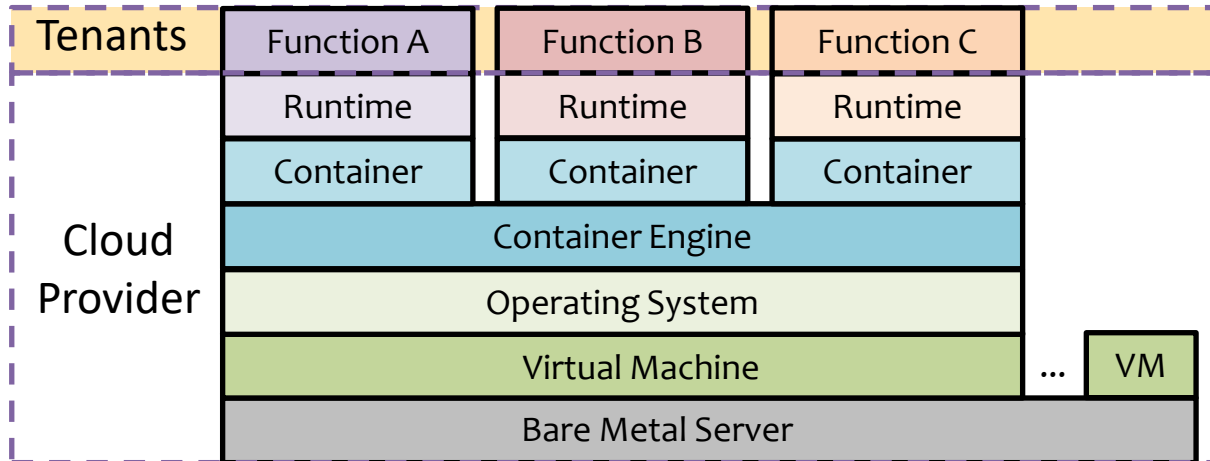 Tenants
Function A
Function B
Function C
Runtime
Runtime
Runtime
Container
Container
Container
Cloud
Provider
Container Engine
Operating System
Virtual Machine
...
VM
Bare Metal Server